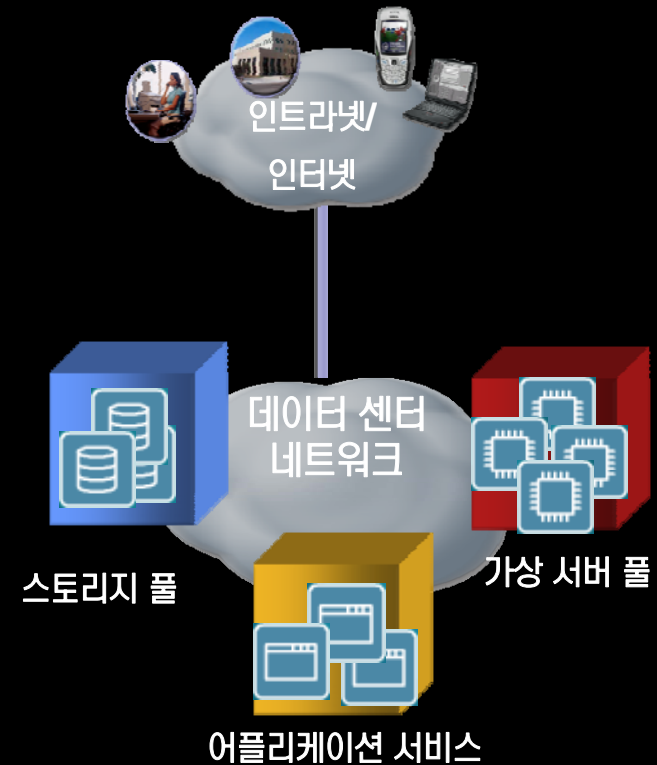 인트라넷/
인터넷
데이터 센터
네트워크
스토리지 풀
가상 서버 풀
어플리케이션 서비스